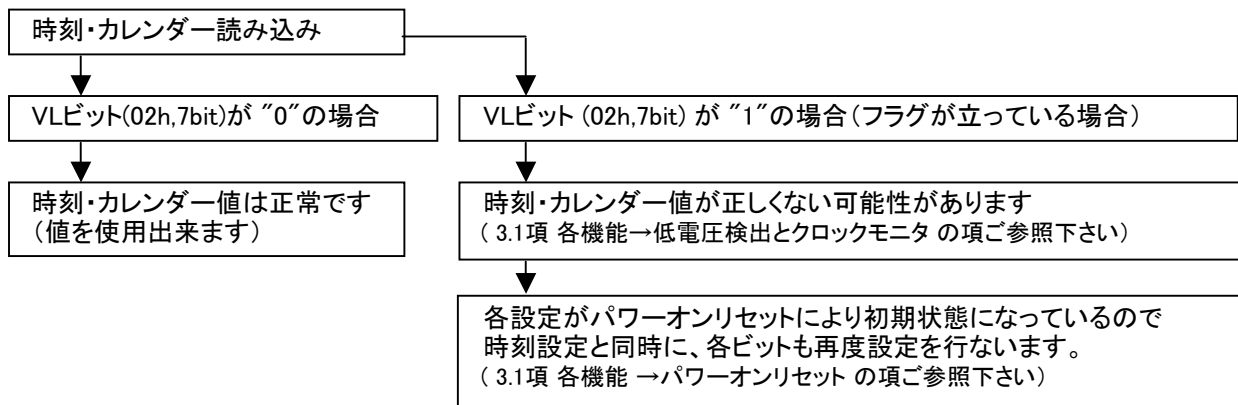 時刻・カレンダー読み込み
VLビット(02h,7bit)が "0"の場合
VLビット (02h,7bit) が "1"の場合(フラグが立っている場合)
時刻・カレンダー値は正常です
(値を使用出来ます)
時刻・カレンダー値が正しくない可能性があります
( 3.1項 各機能→低電圧検出とクロックモニタ の項ご参照下さい)
各設定がパワーオンリセットにより初期状態になっているので
時刻設定と同時に、各ビットも再度設定を行ないます。
( 3.1項 各機能 →パワーオンリセット の項ご参照下さい)